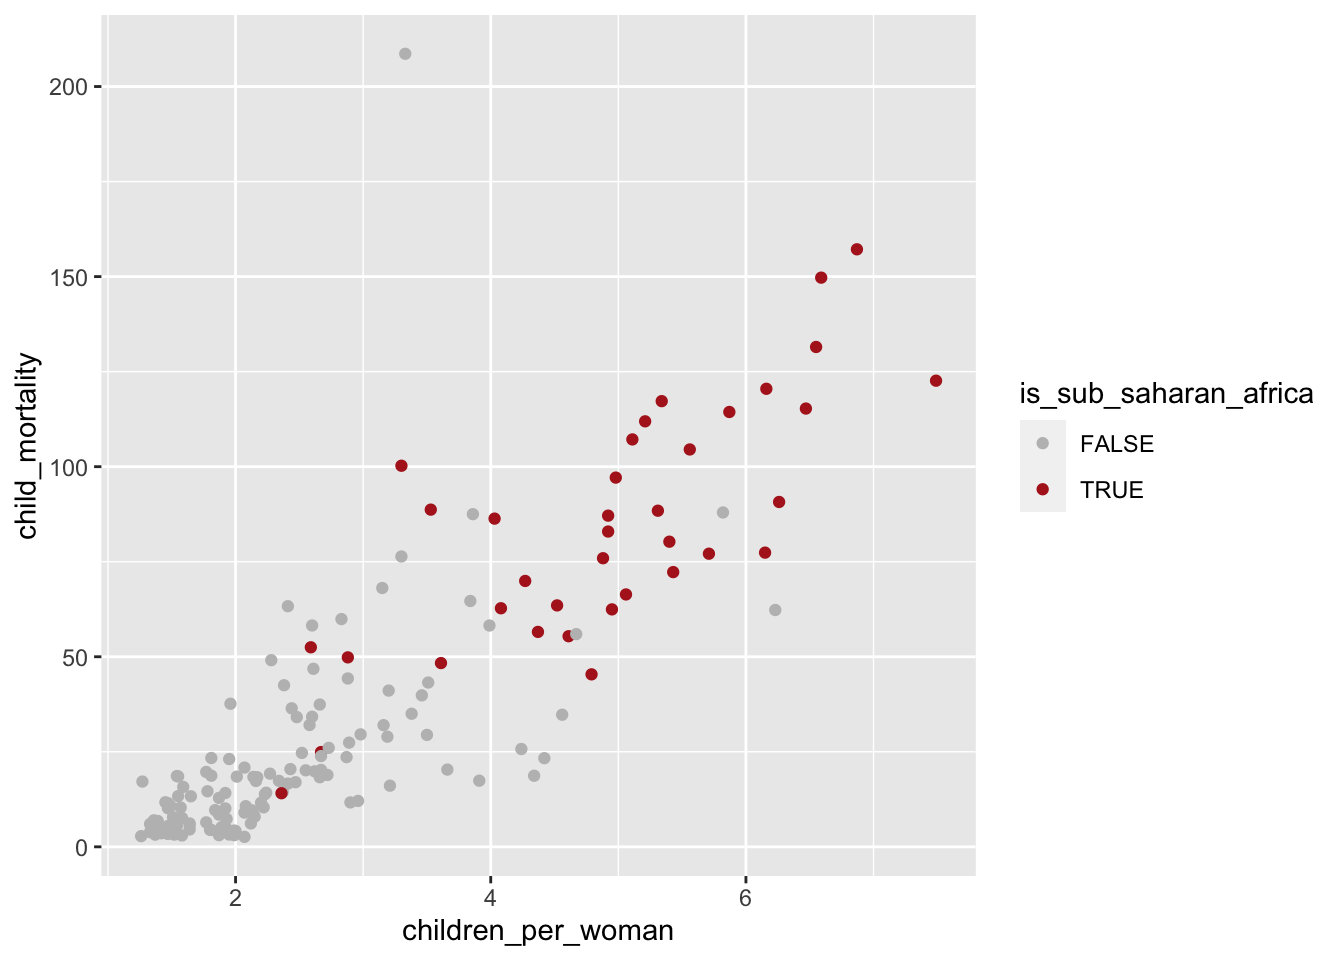 200
150
100
50
0
child_mortality
2
4
6
children_per_woman
is_sub_saharan_africa
FALSE
TRUE